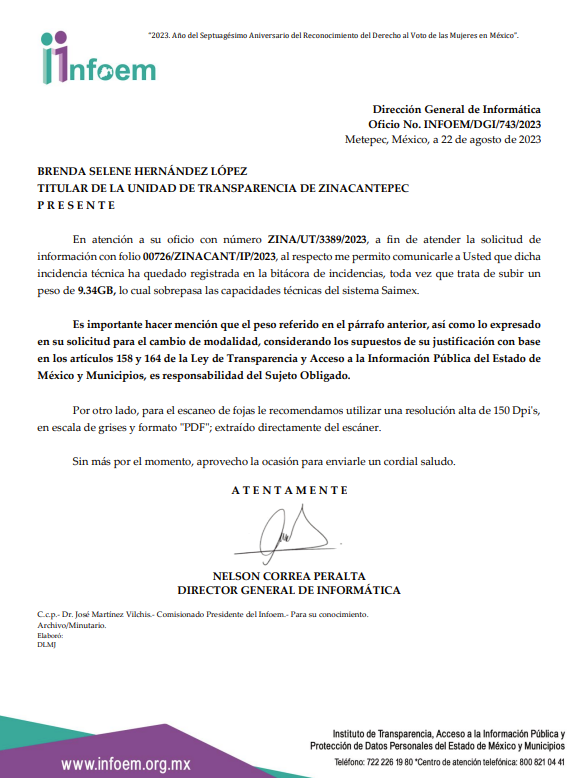 "2023. Año del Septuagésimo Aniversario del Reconocimiento del Derecho al Voto de las Mujeres en México".
infoem
Dirección General de Informática
Oficio No. INFOEM/DGI/743/2023
Metepec, México, a 22 de agosto de 2023
BRENDA SELENE HERNÁNDEZ LÓPEZ
TITULAR DE LA UNIDAD DE TRANSPARENCIA DE ZINACANTEPEC
P R E S E N T E
En atención a su oficio con número ZINA/UT/3389/2023, a fin de atender la solicitud de
información con folio 00726/ZINACANT/IP/2023, al respecto me permito comunicarle a Usted que dicha
incidencia técnica ha quedado registrada en la bitácora de incidencias, toda vez que trata de subir un
peso de 9.34GB, lo cual sobrepasa las capacidades técnicas del sistema Saimex.
Es importante hacer mención que el peso referido en el párrafo anterior, así como lo expresado
en su solicitud para el cambio de modalidad, considerando los supuestos de su justificación con base
en los artículos 158 y 164 de la Ley de Transparencia y Acceso a la Información Pública del Estado de
México y Municipios, es responsabilidad del Sujeto Obligado.
Por otro lado, para el escaneo de fojas le recomendamos utilizar una resolución alta de 150 Dpi's,
en escala de grises y formato "PDF"; extraído directamente del escáner.
Sin más por el momento, aprovecho la ocasión para enviarle un cordial saludo.
A T E N T A M E N T E
NELSON CORREA PERALTA
DIRECTOR GENERAL DE INFORMÁTICA
C.c.p.- Dr. José Martínez Vilchis.- Comisionado Presidente del Infoem.- Para su conocimiento.
Archivo/Minutario.
Elaboró:
DLMJ
Instituto de Transparencia, Acceso a la Información Pública y
Protección de Datos Personales del Estado de México y Municipios
Teléfono: 722 226 19 80 *Centro de atención telefónica: 800 821 04 41
www.infoem.org.mx